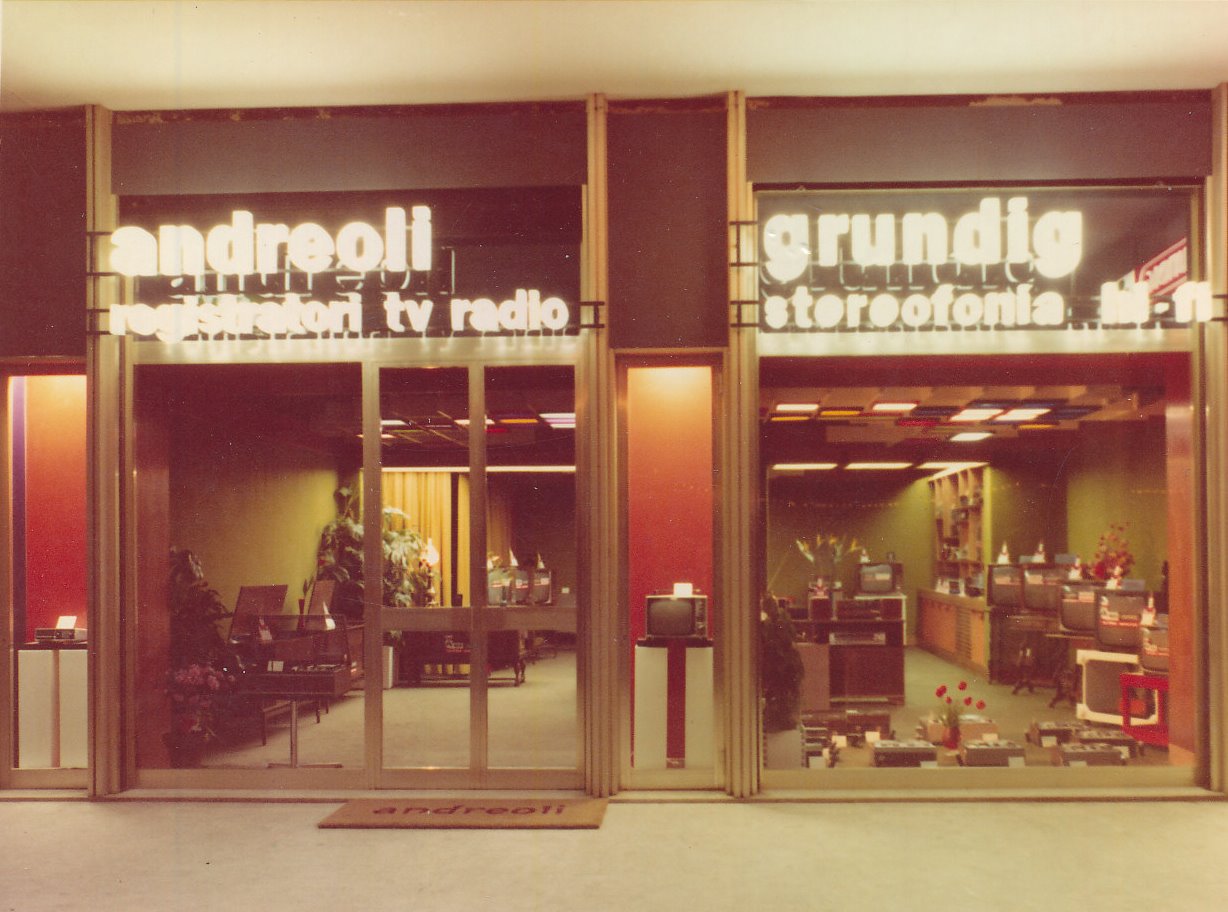 andreoli
registratori tv radio
grundig
stereofonia hi-fi
andreoli